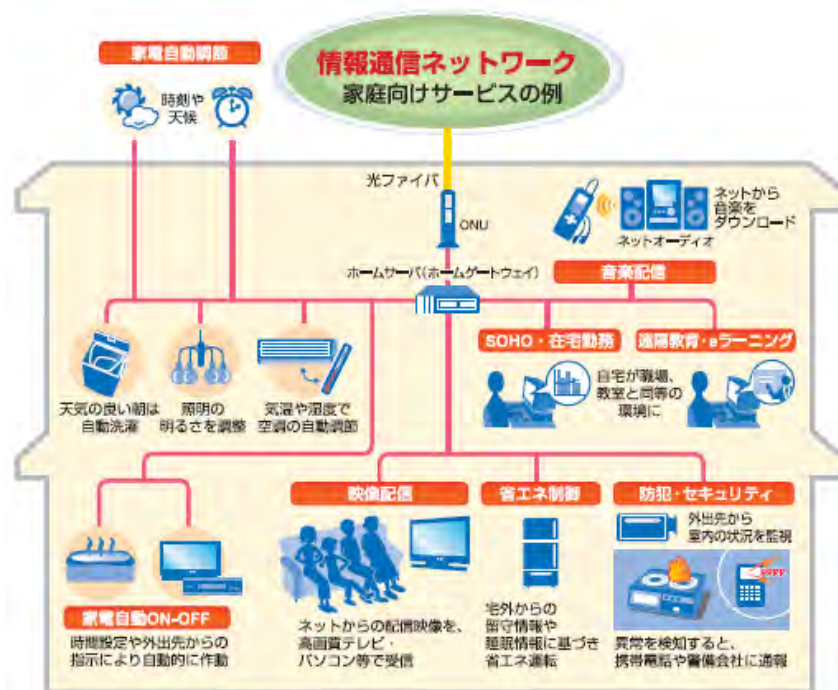 情報通信ネットワーク
家庭向けサービスの例
家電自動調節
時刻や
天候
光ファイバ
ONU
ホームサーバ(ホームゲートウェイ)
ネットから
音楽を
ダウンロード
ネットオーディオ
音楽配信
天気の良い朝は
自動洗濯
照明の
明るさを調整
気温や湿度で
空調の自動調節
SOHO・在宅勤務
遠隔教育・eラーニング
自宅が職場、
教室と同等の
環境に
家電自動ON-OFF
時間設定や外出先からの
指示により自動的に作動
映像配信
ネットからの配信映像を、
高画質テレビ・
パソコン等で受信
省エネ制御
宅外からの
留守情報や
睡眠情報に基づき
省エネ運転
防犯・セキュリティ
外出先から
室内の状況を監視
異常を検知すると、
携帯電話や警備会社に通報